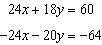 24x + 18y = 60
−24x − 20y = −64